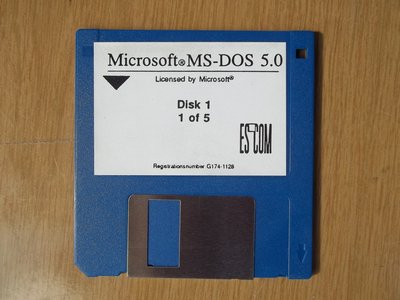 Microsoft® MS-DOS 5.0
Licensed by Microsoft®
Disk 1
1 of 5
ESCOM
Registrationsnumber G174-1128